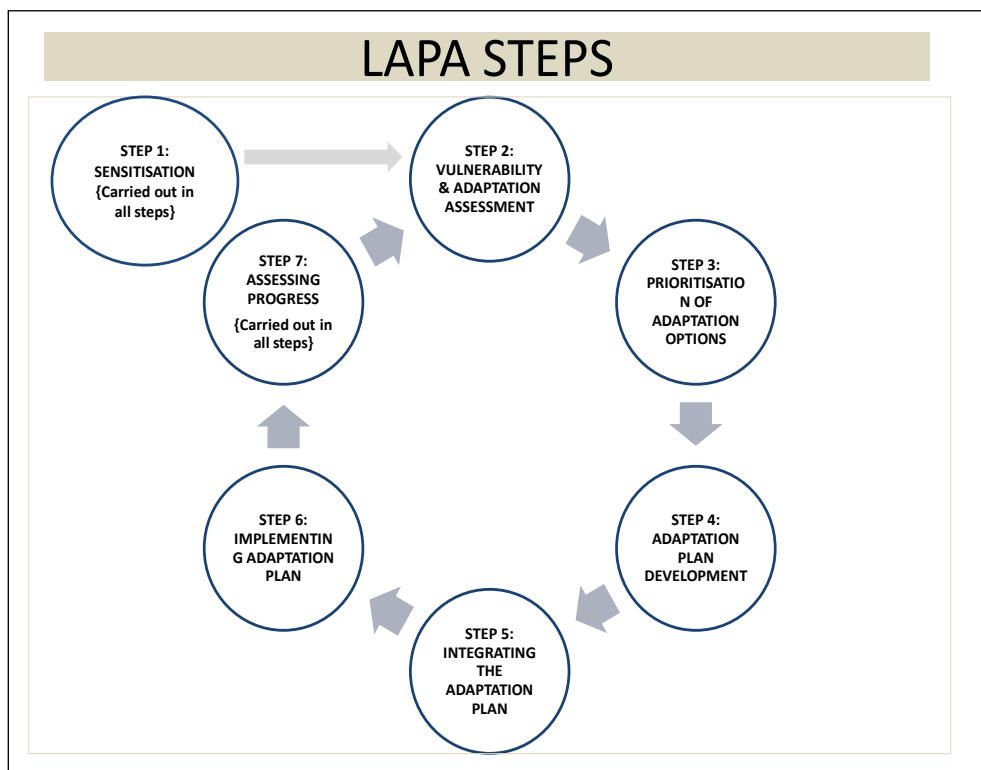 LAPA STEPS
STEP 1:
SENSITISATION
{Carried out in
all steps}
STEP 2:
VULNERABILITY
& ADAPTATION
ASSESSMENT
STEP 3:
PRIORITISATIO
N OF
ADAPTATION
OPTIONS
STEP 4:
ADAPTATION
PLAN
DEVELOPMENT
STEP 5:
INTEGRATING
THE
ADAPTATION
PLAN
STEP 6:
IMPLEMENTIN
G ADAPTATION
PLAN
STEP 7:
ASSESSING
PROGRESS
{Carried out in
all steps}